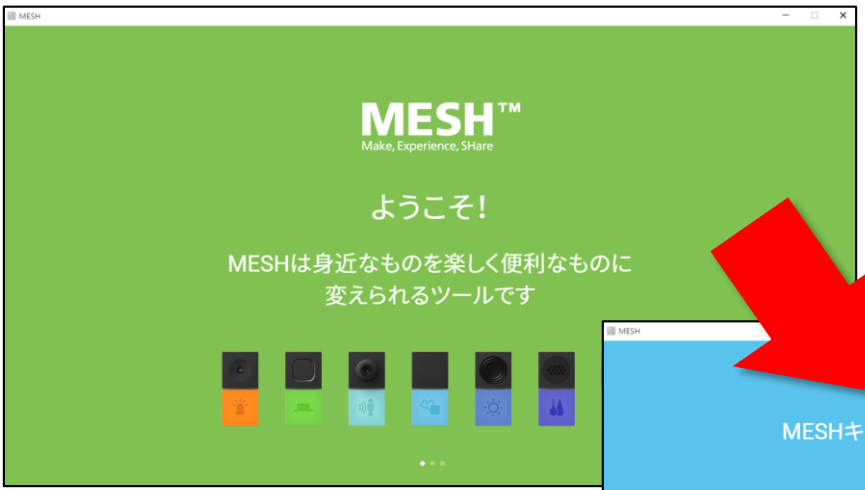 MESH
MESH™
Make, Experience, SHare
ようこそ!
MESHは身近なものを楽しく便利なものに
変えられるツールです
MESH
MESHキ